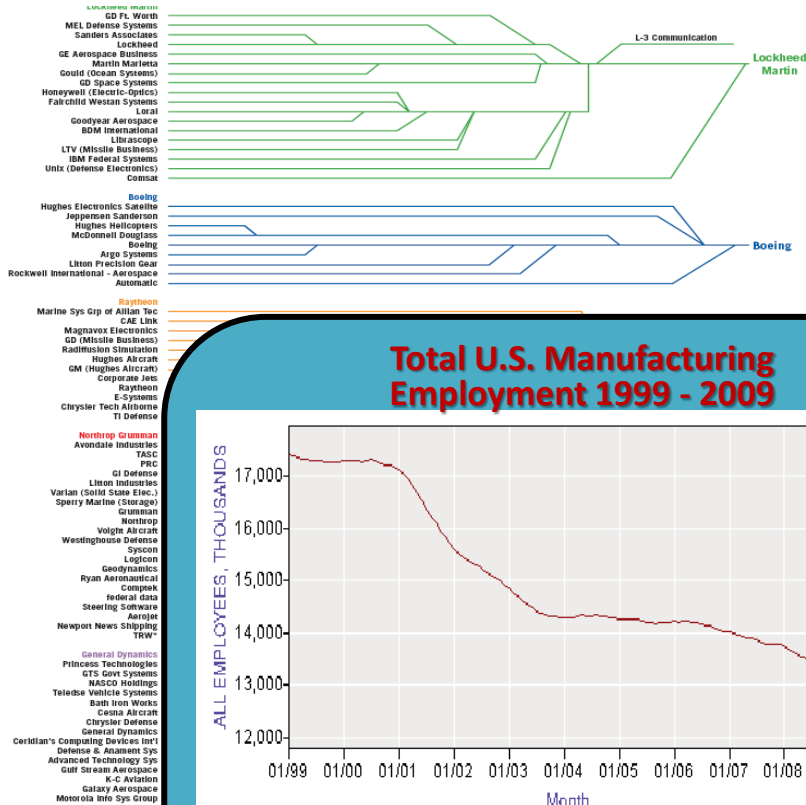 Lockheed Martin
GD Ft. Worth
MEL Defense Systems
Sanders Associates
Lockheed
GE Aerospace Business
Martin Marletta
Gould (Ocean Systems)
GD Space Systems
Honeywell (Electric-Optics)
Fairchild Westan Systems
Loral
Goodyear Aerospace
BDM International
Librascope
LTV (Missile Business)
IBM Federal Systems
Unix (Defense Electronics)
Comsat
L-3 Communication
Lockheed
Martin
Boeing
Hughes Electronics Satelite
Jeppensen Sanderson
Hughes Helicopters
McDonnell Douglass
Boeing
Argo Systems
Litton Precision Gear
Rockwell International - Aerospace
Automatic
Boeing
Raytheon
Marine Sys Grp of Allian Tec
CAE Link
Magnavox Electronics
GD (Missile Business)
Radiffusion Simulation
Hughes Aircraft
GM (Hughes Aircraft)
Corporate Jets
Raytheon
E-Systems
Chrysler Tech Airborne
TI Defense
Northrop Grumman
Avondale Industries
TASC
PRC
GI Defense
Litton Industries
Varian (Solid State Elec.)
Sperry Marine (Storage)
Grumman
Northrop
Voight Aircraft
Westinghouse Defense
Syscon
Logicon
Geodynamics
Ryan Aeronautical
Comptek
federal data
Steering Software
Aerojet
Newport News Shipping
TRW*
General Dynamics
Princess Technologies
GTS Govt Systems
NASCO Holdings
Teledse Vehicle Systems
Bath Iron Works
Cesna Aircraft
Chrysler Defense
General Dynamics
Ceridian's Computing Devices Int'l
Defense & Anament Sys
Advanced Technology Sys
Gulf Stream Aerospace
K-C Aviation
Galaxy Aerospace
Motorola Info Sys Group
Total U.S. Manufacturing
Employment 1999 - 2009
ALL EMPLOYEES, THOUSANDS
17,000
16,000
15,000
14,000
13,000
12,000
01/99 01/00 01/01 01/02 01/03 01/04 01/05 01/06 01/07 01/08
Month